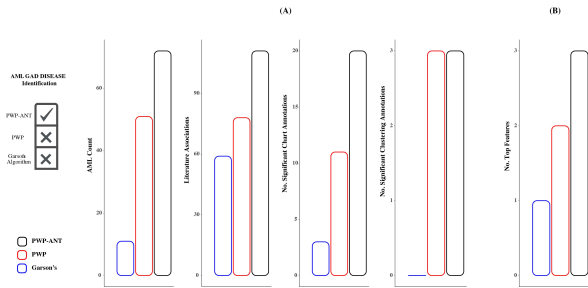 (A)
(B)
AML GAD DISEASE
Identification
PWP-ANT
PWP
Garson
Algorithm
PWP-ANT
PWP
Garson's
AML Count
60
40
20
0
Literature Associations
90
60
30
0
No. Significant Chart Annotations
20
15
10
5
0
No. Significant Clustering Annotations
3
2
1
0
No. Top Features
3
2
1
0